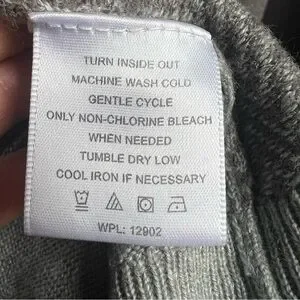 TURN INSIDE OUT
MACHINE WASH COLD
GENTLE CYCLE
ONLY NON-CHLORINE BLEACH
WHEN NEEDED
TUMBLE DRY LOW
COOL IRON IF NECESSARY
WPL: 12902